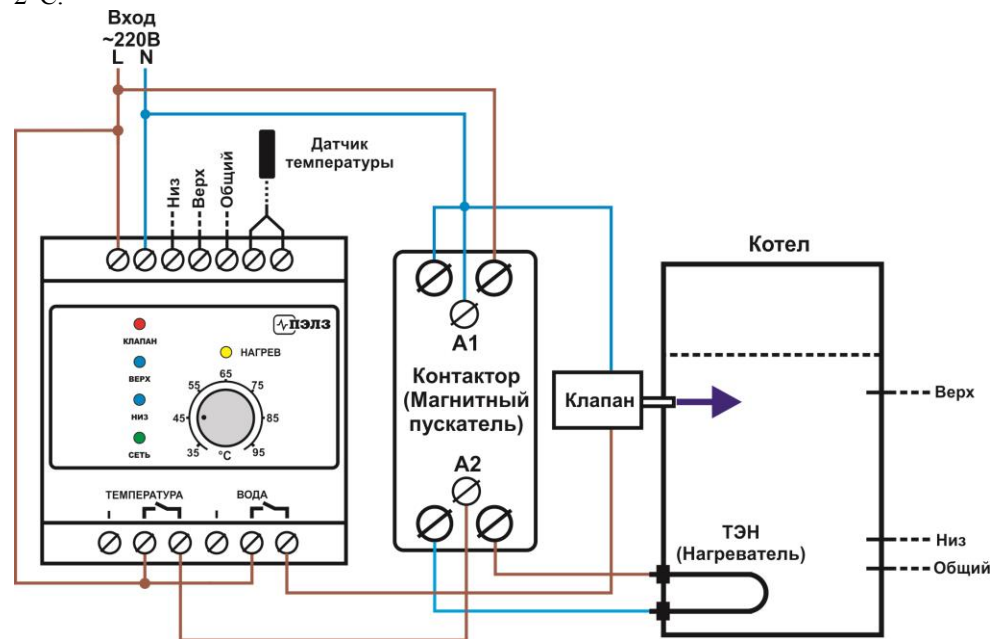 2°С.
Вход
~220В
L N
Датчик
температуры
Низ
Верх
Общий
Котел
ПЭЛЗ
КЛАПАН
НАГРЕВ
ВЕРХ
НИЗ
СЕТЬ
35
45
55
65
75
85
95
°С
A1
Контактор
(Магнитный
пускатель)
A2
Клапан
Верх
ТЕМПЕРАТУРА
ВОДА
ТЭН
(Нагреватель)
Низ
Общий